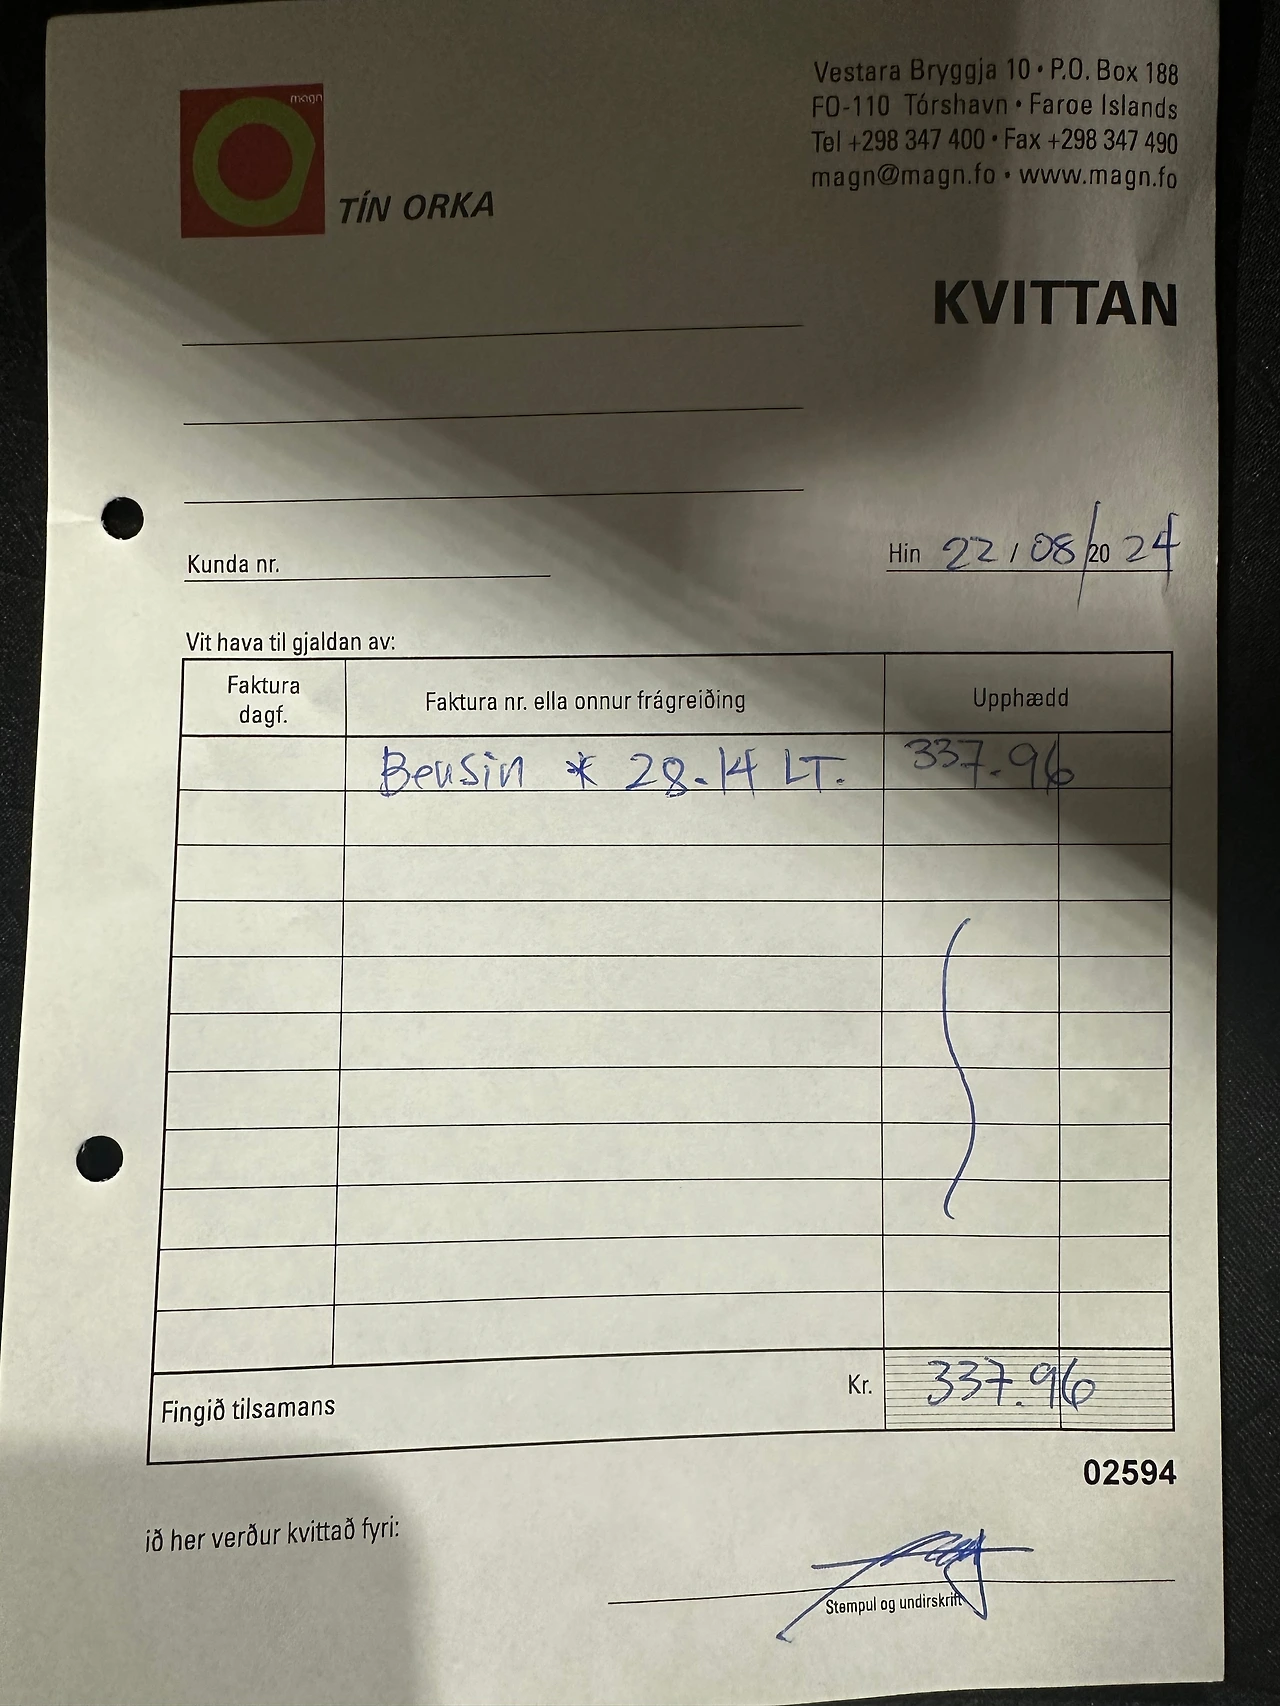 magn
TÍN ORKA
Vestara Bryggja 10 • P.O. Box 188
FO-110 Tórshavn • Faroe Islands
Tel +298 347 400 • Fax +298 347 490
magn@magn.fo • www.magn.fo
KVITTAN
Kunda nr.
Hin 22 / 08/20 24
Vit hava til gjaldan av:
Faktura dagf. Faktura nr. ella onnur frágreiðing Upphædd
Bensin * 28.14 LT. 337.96
Fingið tilsamans Kr. 337.96
02594
ið her verður kvittað fyri:
Stempul og undirskrift